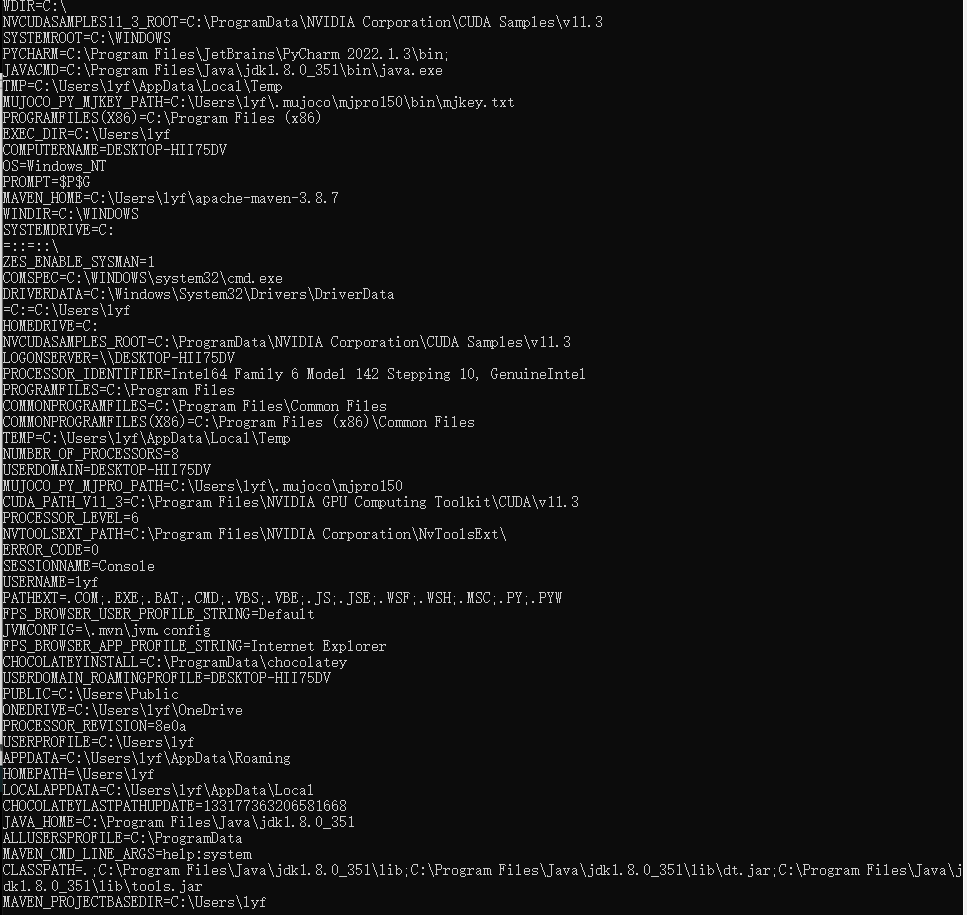 WDIR=C:\
NVCUDASAMPLES11_3_ROOT=C:\ProgramData\NVIDIA Corporation\CUDA Samples\v11.3
SYSTEMROOT=C:\WINDOWS
PYCHARM=C:\Program Files\JetBrains\PyCharm 2022.1.3\bin;
JAVACMD=C:\Program Files\Java\jdk1.8.0_351\bin\java.exe
TMP=C:\Users\lyf\AppData\Local\Temp
MUJOCO_PY_MJKEY_PATH=C:\Users\lyf\.mujoco\mjpro150\bin\mjkey.txt
PROGRAMFILES(X86)=C:\Program Files (x86)
EXEC_DIR=C:\Users\lyf
COMPUTERNAME=DESKTOP-HII75DV
OS=Windows_NT
PROMPT=$P$G
MAVEN_HOME=C:\Users\lyf\apache-maven-3.8.7
WINDIR=C:\WINDOWS
SYSTEMDRIVE=C:
=::=::\
ZES_ENABLE_SYSMAN=1
COMSPEC=C:\WINDOWS\system32\cmd.exe
DRIVERDATA=C:\Windows\System32\Drivers\DriverData
=C:=C:\Users\lyf
HOMEDRIVE=C:
NVCUDASAMPLES_ROOT=C:\ProgramData\NVIDIA Corporation\CUDA Samples\v11.3
LOGONSERVER=\\DESKTOP-HII75DV
PROCESSOR_IDENTIFIER=Intel64 Family 6 Model 142 Stepping 10, GenuineIntel
PROGRAMFILES=C:\Program Files
COMMONPROGRAMFILES=C:\Program Files\Common Files
COMMONPROGRAMFILES(X86)=C:\Program Files (x86)\Common Files
TEMP=C:\Users\lyf\AppData\Local\Temp
NUMBER_OF_PROCESSORS=8
USERDOMAIN=DESKTOP-HII75DV
MUJOCO_PY_MJPRO_PATH=C:\Users\lyf\.mujoco\mjpro150
CUDA_PATH_V11_3=C:\Program Files\NVIDIA GPU Computing Toolkit\CUDA\v11.3
PROCESSOR_LEVEL=6
NVTOOLSEXT_PATH=C:\Program Files\NVIDIA Corporation\NvToolsExt\
ERROR_CODE=0
SESSIONNAME=Console
USERNAME=lyf
PATHEXT=.COM;.EXE;.BAT;.CMD;.VBS;.VBE;.JS;.JSE;.WSF;.WSH;.MSC;.PY;.PYW
FPS_BROWSER_USER_PROFILE_STRING=Default
JVMCONFIG=\.mvn\jvm.config
FPS_BROWSER_APP_PROFILE_STRING=Internet Explorer
CHOCOLATEYINSTALL=C:\ProgramData\chocolatey
USERDOMAIN_ROAMINGPROFILE=DESKTOP-HII75DV
PUBLIC=C:\Users\Public
ONEDRIVE=C:\Users\lyf\OneDrive
PROCESSOR_REVISION=8e0a
USERPROFILE=C:\Users\lyf
APPDATA=C:\Users\lyf\AppData\Roaming
HOMEPATH=\Users\lyf
LOCALAPPDATA=C:\Users\lyf\AppData\Local
CHOCOLATEYLASTPATHUPDATE=133177363206581668
JAVA_HOME=C:\Program Files\Java\jdk1.8.0_351
ALLUSERSPROFILE=C:\ProgramData
MAVEN_CMD_LINE_ARGS=help:system
CLASSPATH=.;C:\Program Files\Java\jdk1.8.0_351\lib;C:\Program Files\Java\jdk1.8.0_351\lib\dt.jar;C:\Program Files\Java\j
dk1.8.0_351\lib\tools.jar
MAVEN_PROJECTBASEDIR=C:\Users\lyf